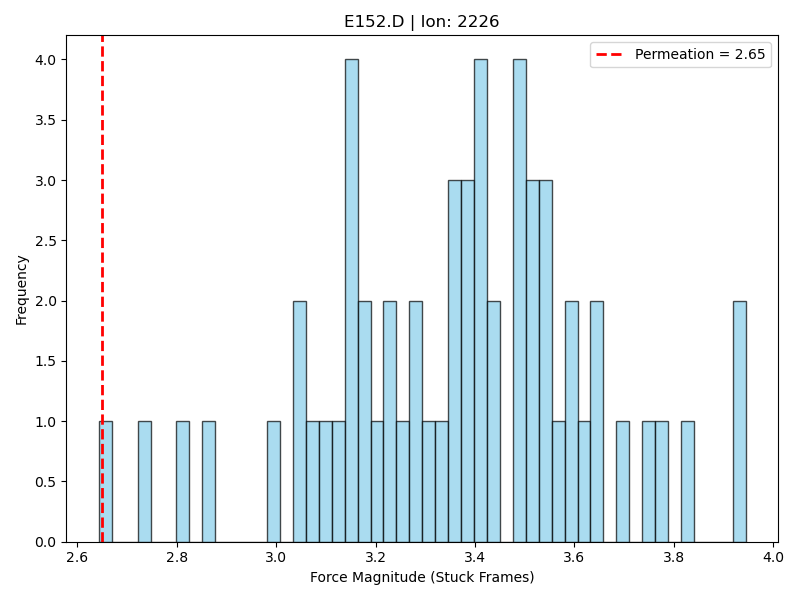 E152.D | Ion: 2226
Permeation = 2.65
Frequency
4.0
3.5
3.0
2.5
2.0
1.5
1.0
0.5
0.0
2.6 2.8 3.0 3.2 3.4 3.6 3.8 4.0
Force Magnitude (Stuck Frames)